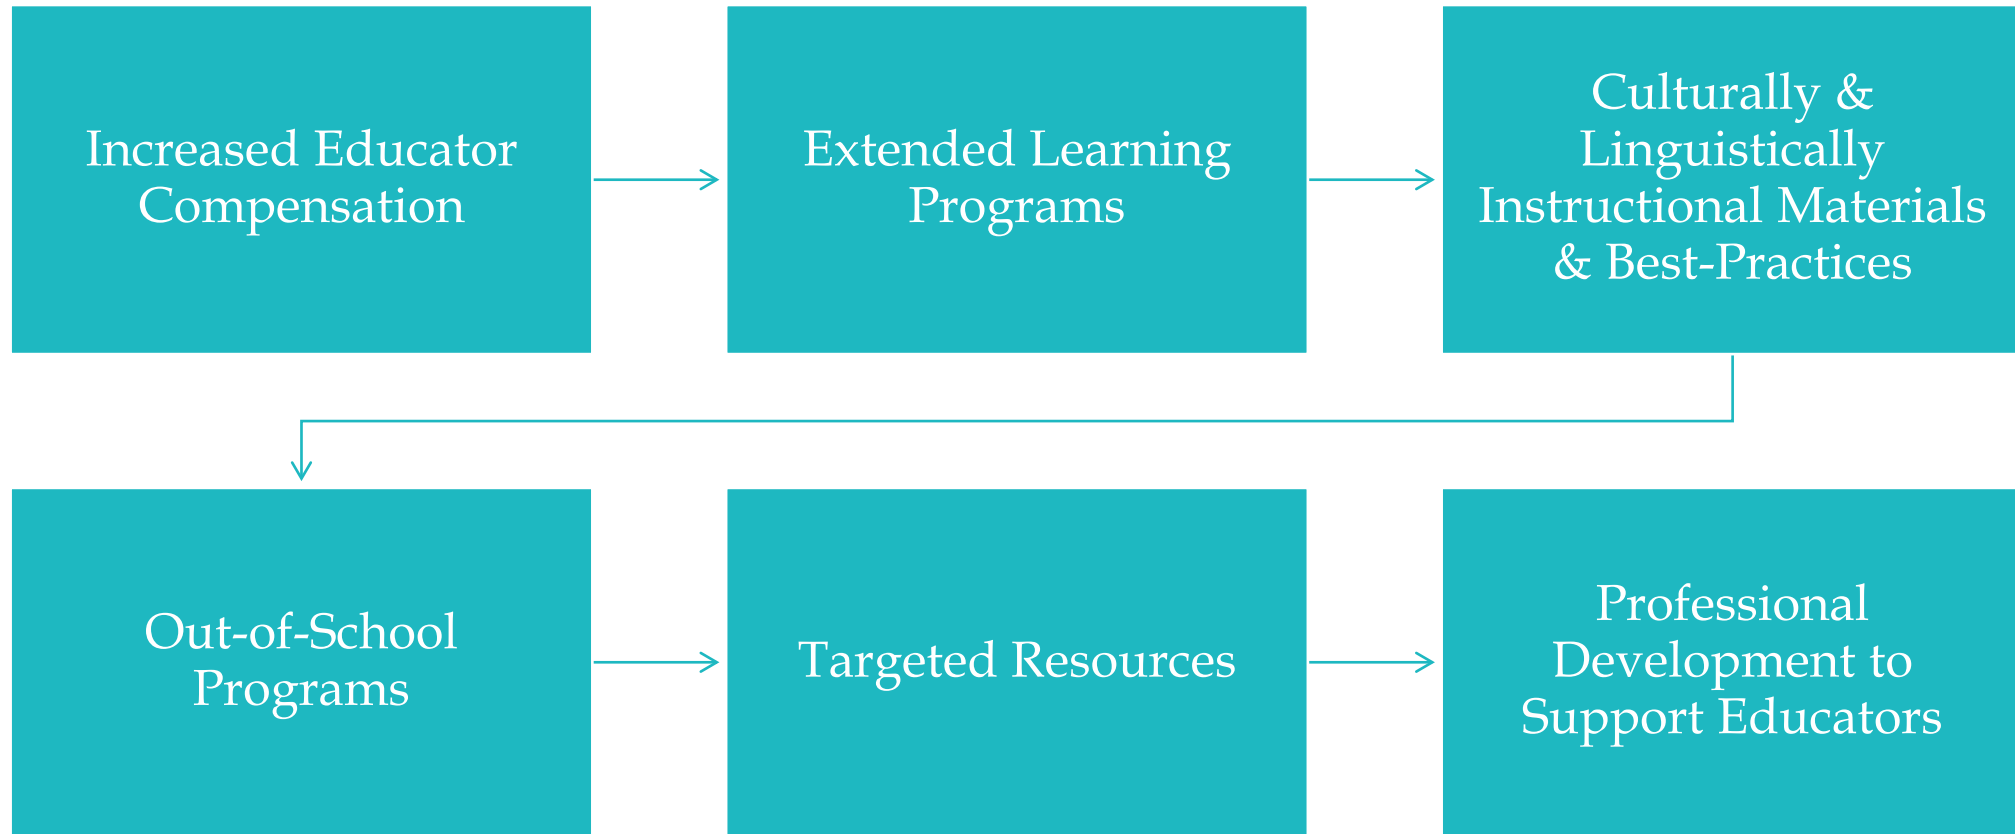 Increased Educator
Compensation
Extended Learning
Programs
Culturally &
Linguistically
Instructional Materials
& Best-Practices
Out-of-School
Programs
Targeted Resources
Professional
Development to
Support Educators